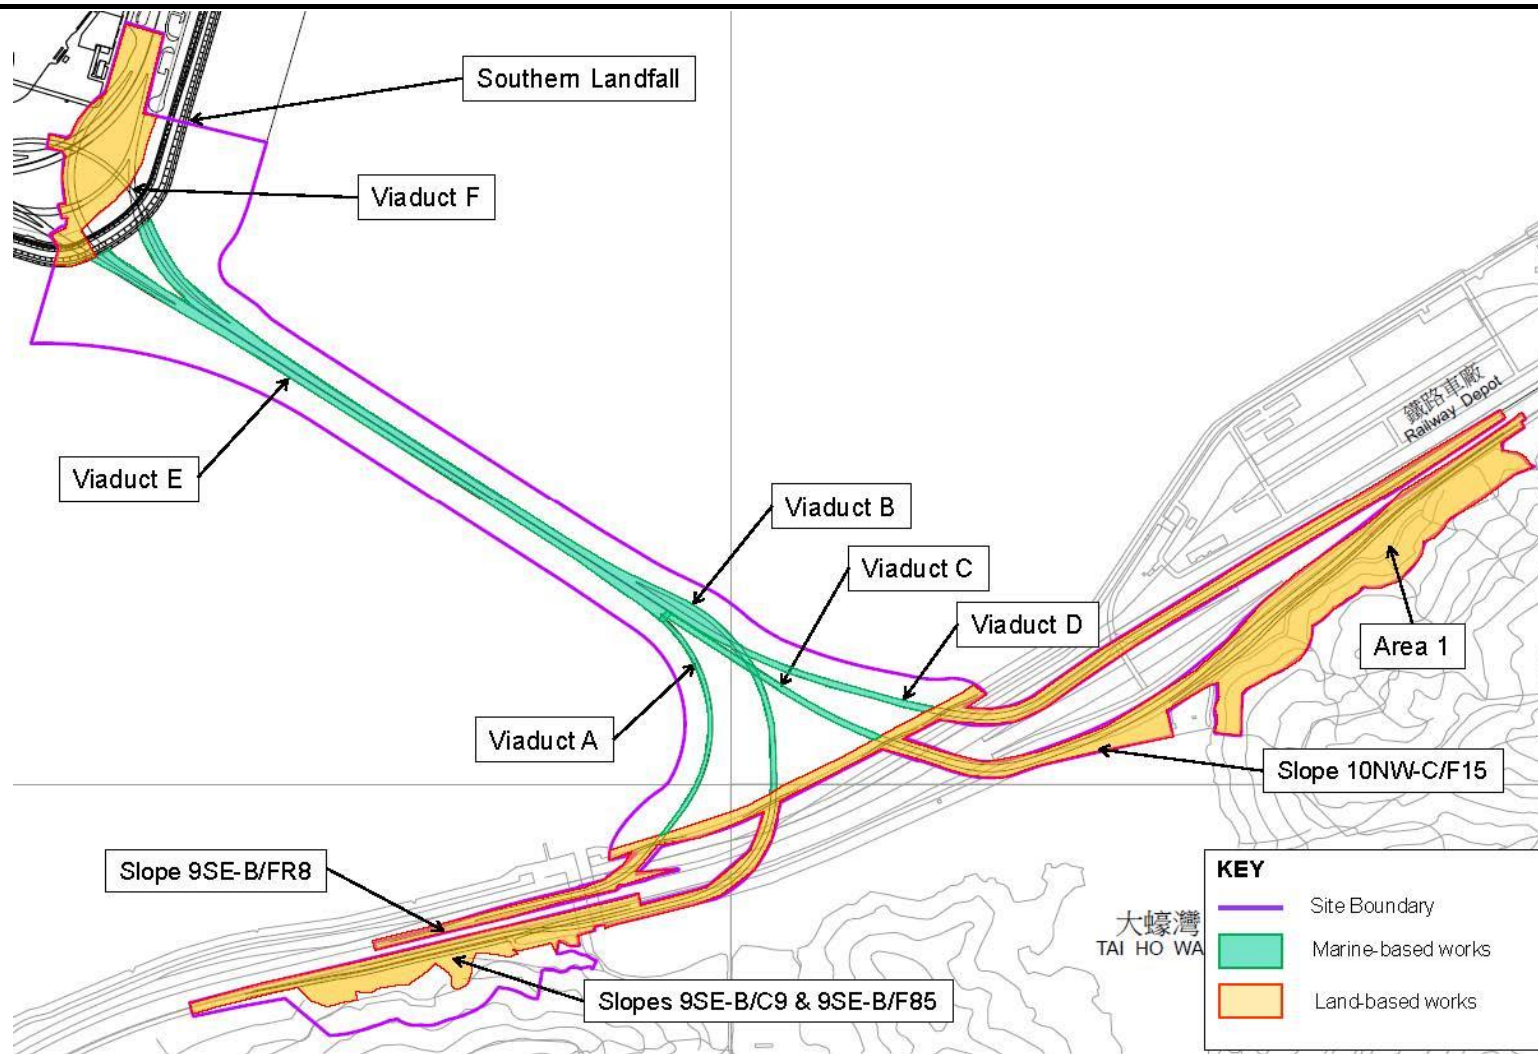 Southern Landfall
Viaduct F
鐵路車廠
Railway Depot
Viaduct E
Viaduct B
Viaduct C
Viaduct D
Area 1
Viaduct A
Slope 10NW-C/F15
Slope 9SE-B/FR8
大蠔灣
TAI HO WA
Slopes 9SE-B/C9 & 9SE-B/F85
KEY
Site Boundary
Marine-based works
Land-based works